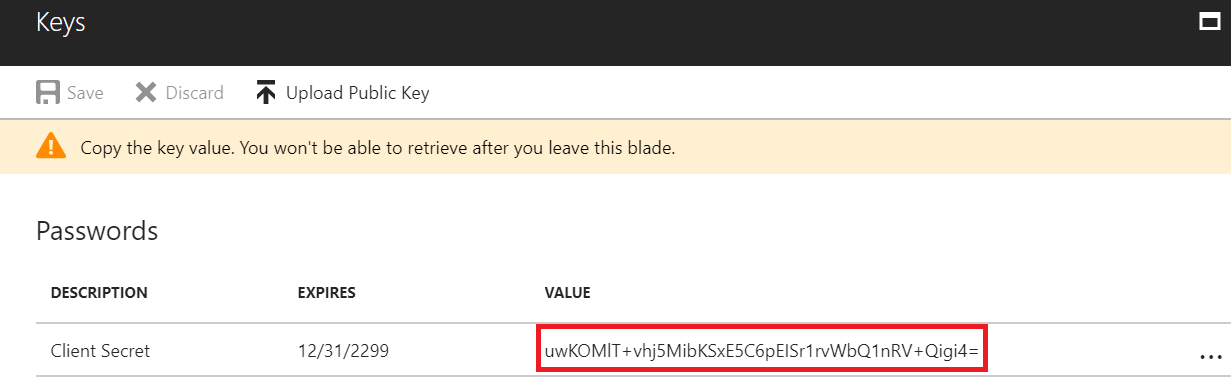 Keys
Save Discard Upload Public Key
Copy the key value. You won't be able to retrieve after you leave this blade.
Passwords
DESCRIPTION EXPIRES VALUE
Client Secret 12/31/2299 uwKOMlT+vhj5MibKSxE5C6pEISr1rvWbQ1nRV+Qigi4=